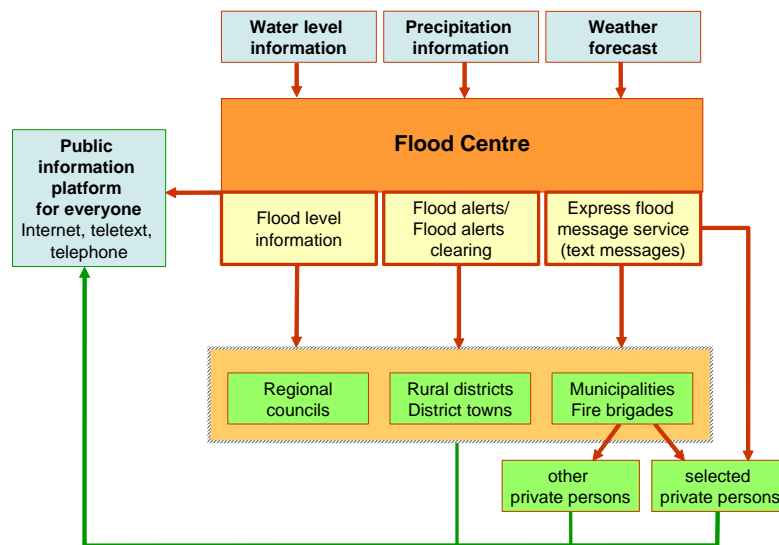 Water level
information
Precipitation
information
Weather
forecast
Flood Centre
Public
information
platform
for everyone
Internet, teletext,
telephone
Flood level
information
Flood alerts/
Flood alerts
clearing
Express flood
message service
(text messages)
Regional
councils
Rural districts
District towns
Municipalities
Fire brigades
other
private persons
selected
private persons